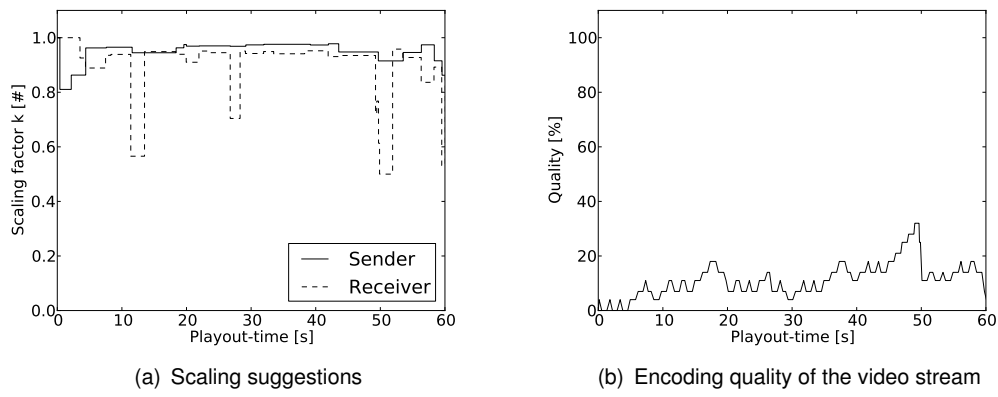 1.0
0.8
0.6
0.4
0.2
0.0
Scaling factor k [#]
0 10 20 30 40 50 60
Playout-time [s]
Sender
Receiver
(a) Scaling suggestions
100
80
60
40
20
0
Quality [%]
0 10 20 30 40 50 60
Playout-time [s]
(b) Encoding quality of the video stream